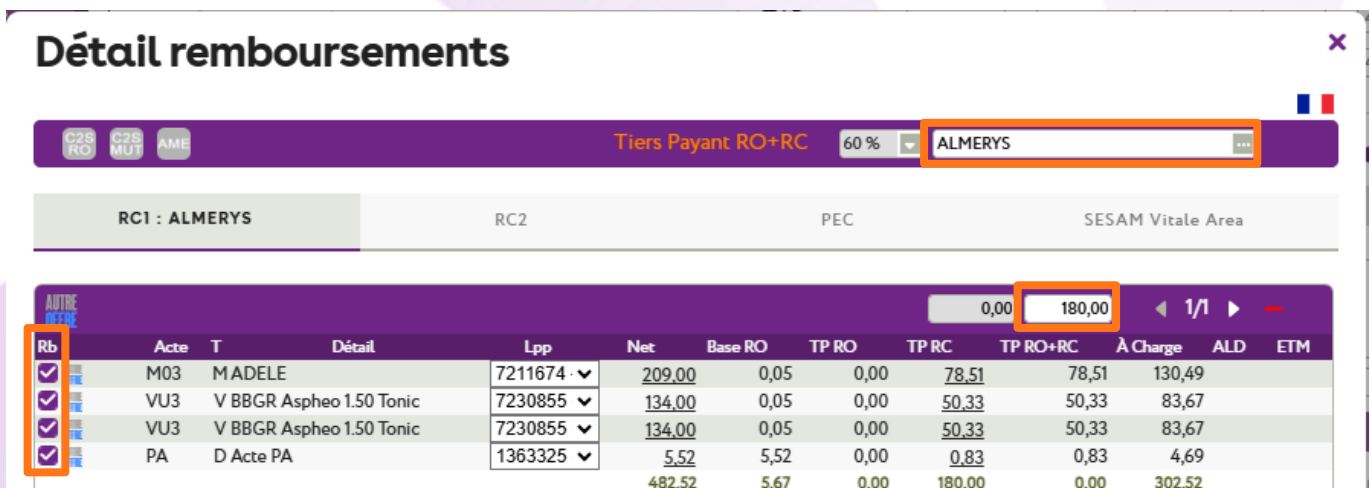 Détail remboursements
×
C2S RO C2S MUT AME Tiers Payant RO+RC 60 % ALMERYS ...
RC1 : ALMERYS RC2 PEC SESAM Vitale Area
AUTRE OFFRE 0,00 180,00 1/1
Rb Acte T Détail Lpp Net Base RO TP RO TP RC TP RO+RC À Charge ALD ETM
M03 M ADELE 7211674 209,00 0,05 0,00 78,51 78,51 130,49
VU3 V BBGR Aspheo 1.50 Tonic 7230855 134,00 0,05 0,00 50,33 50,33 83,67
VU3 V BBGR Aspheo 1.50 Tonic 7230855 134,00 0,05 0,00 50,33 50,33 83,67
PA D Acte PA 1363325 5,52 5,52 0,00 0,83 0,83 4,69
482,52 5,67 0,00 180,00 0,00 302,52